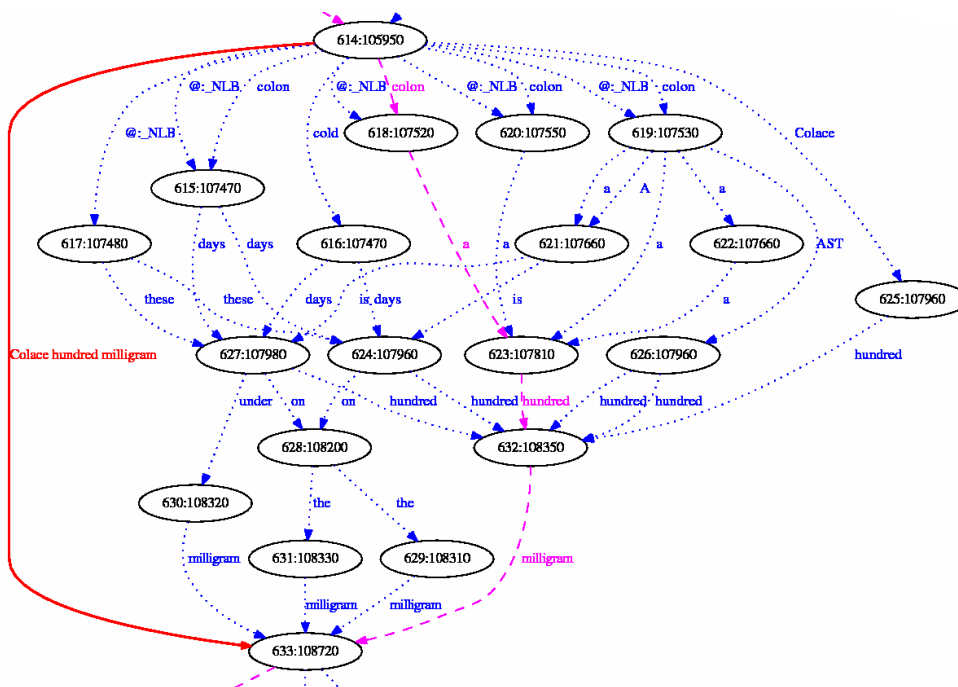 614:105950
@:_NLB colon @:_NLB colon @:_NLB colon @:_NLB colon
@:_NLB cold 618:107520 620:107550 619:107530 Colace
615:107470
a A a
617:107480 days days 616:107470 a a 621:107660 a 622:107660 AST
these these days is days is a 625:107960
Colace hundred milligram 627:107980 624:107960 623:107810 626:107960 hundred
under on on hundred hundred hundred hundred hundred
628:108200 632:108350
630:108320 the the
milligram 631:108330 629:108310 milligram
milligram milligram
633:108720